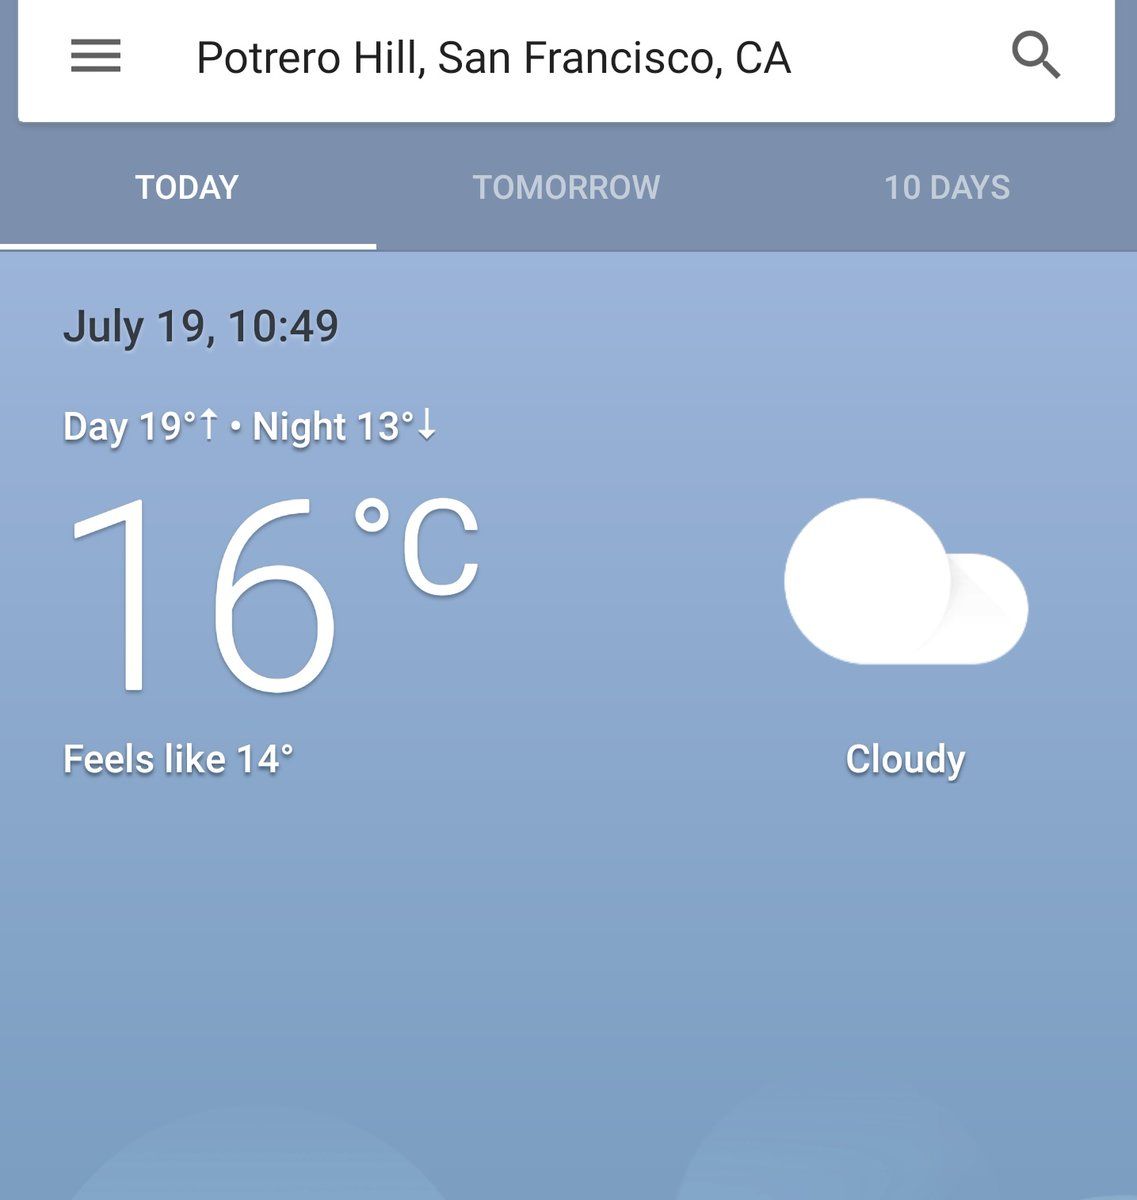 Potrero Hill, San Francisco, CA
TODAY TOMORROW 10 DAYS
July 19, 10:49
Day 19°↑ • Night 13°↓
16°C
Feels like 14°
Cloudy